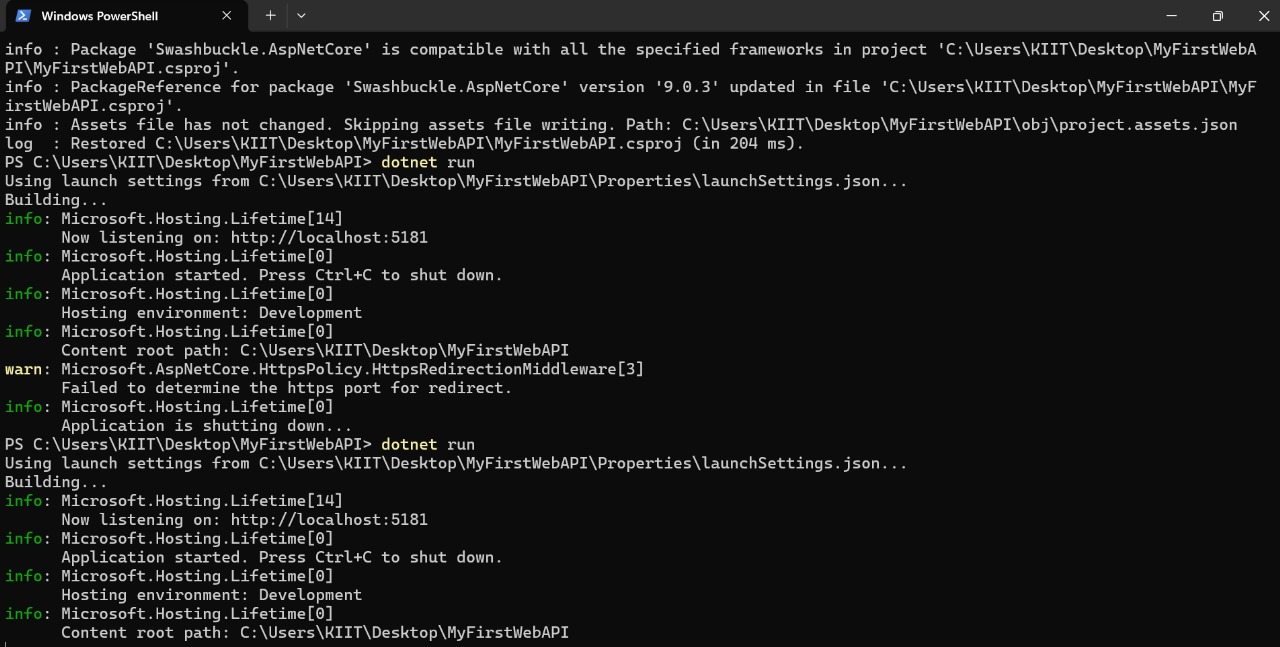 Windows PowerShell
info : Package 'Swashbuckle.AspNetCore' is compatible with all the specified frameworks in project 'C:\Users\KIIT\Desktop\MyFirstWebA
PI\MyFirstWebAPI.csproj'.
info : PackageReference for package 'Swashbuckle.AspNetCore' version '9.0.3' updated in file 'C:\Users\KIIT\Desktop\MyFirstWebAPI\MyF
irstWebAPI.csproj'.
info : Assets file has not changed. Skipping assets file writing. Path: C:\Users\KIIT\Desktop\MyFirstWebAPI\obj\project.assets.json
log  : Restored C:\Users\KIIT\Desktop\MyFirstWebAPI\MyFirstWebAPI.csproj (in 204 ms).
PS C:\Users\KIIT\Desktop\MyFirstWebAPI> dotnet run
Using launch settings from C:\Users\KIIT\Desktop\MyFirstWebAPI\Properties\launchSettings.json...
Building...
info: Microsoft.Hosting.Lifetime[14]
      Now listening on: http://localhost:5181
info: Microsoft.Hosting.Lifetime[0]
      Application started. Press Ctrl+C to shut down.
info: Microsoft.Hosting.Lifetime[0]
      Hosting environment: Development
info: Microsoft.Hosting.Lifetime[0]
      Content root path: C:\Users\KIIT\Desktop\MyFirstWebAPI
warn: Microsoft.AspNetCore.HttpsPolicy.HttpsRedirectionMiddleware[3]
      Failed to determine the https port for redirect.
info: Microsoft.Hosting.Lifetime[0]
      Application is shutting down...
PS C:\Users\KIIT\Desktop\MyFirstWebAPI> dotnet run
Using launch settings from C:\Users\KIIT\Desktop\MyFirstWebAPI\Properties\launchSettings.json...
Building...
info: Microsoft.Hosting.Lifetime[14]
      Now listening on: http://localhost:5181
info: Microsoft.Hosting.Lifetime[0]
      Application started. Press Ctrl+C to shut down.
info: Microsoft.Hosting.Lifetime[0]
      Hosting environment: Development
info: Microsoft.Hosting.Lifetime[0]
      Content root path: C:\Users\KIIT\Desktop\MyFirstWebAPI